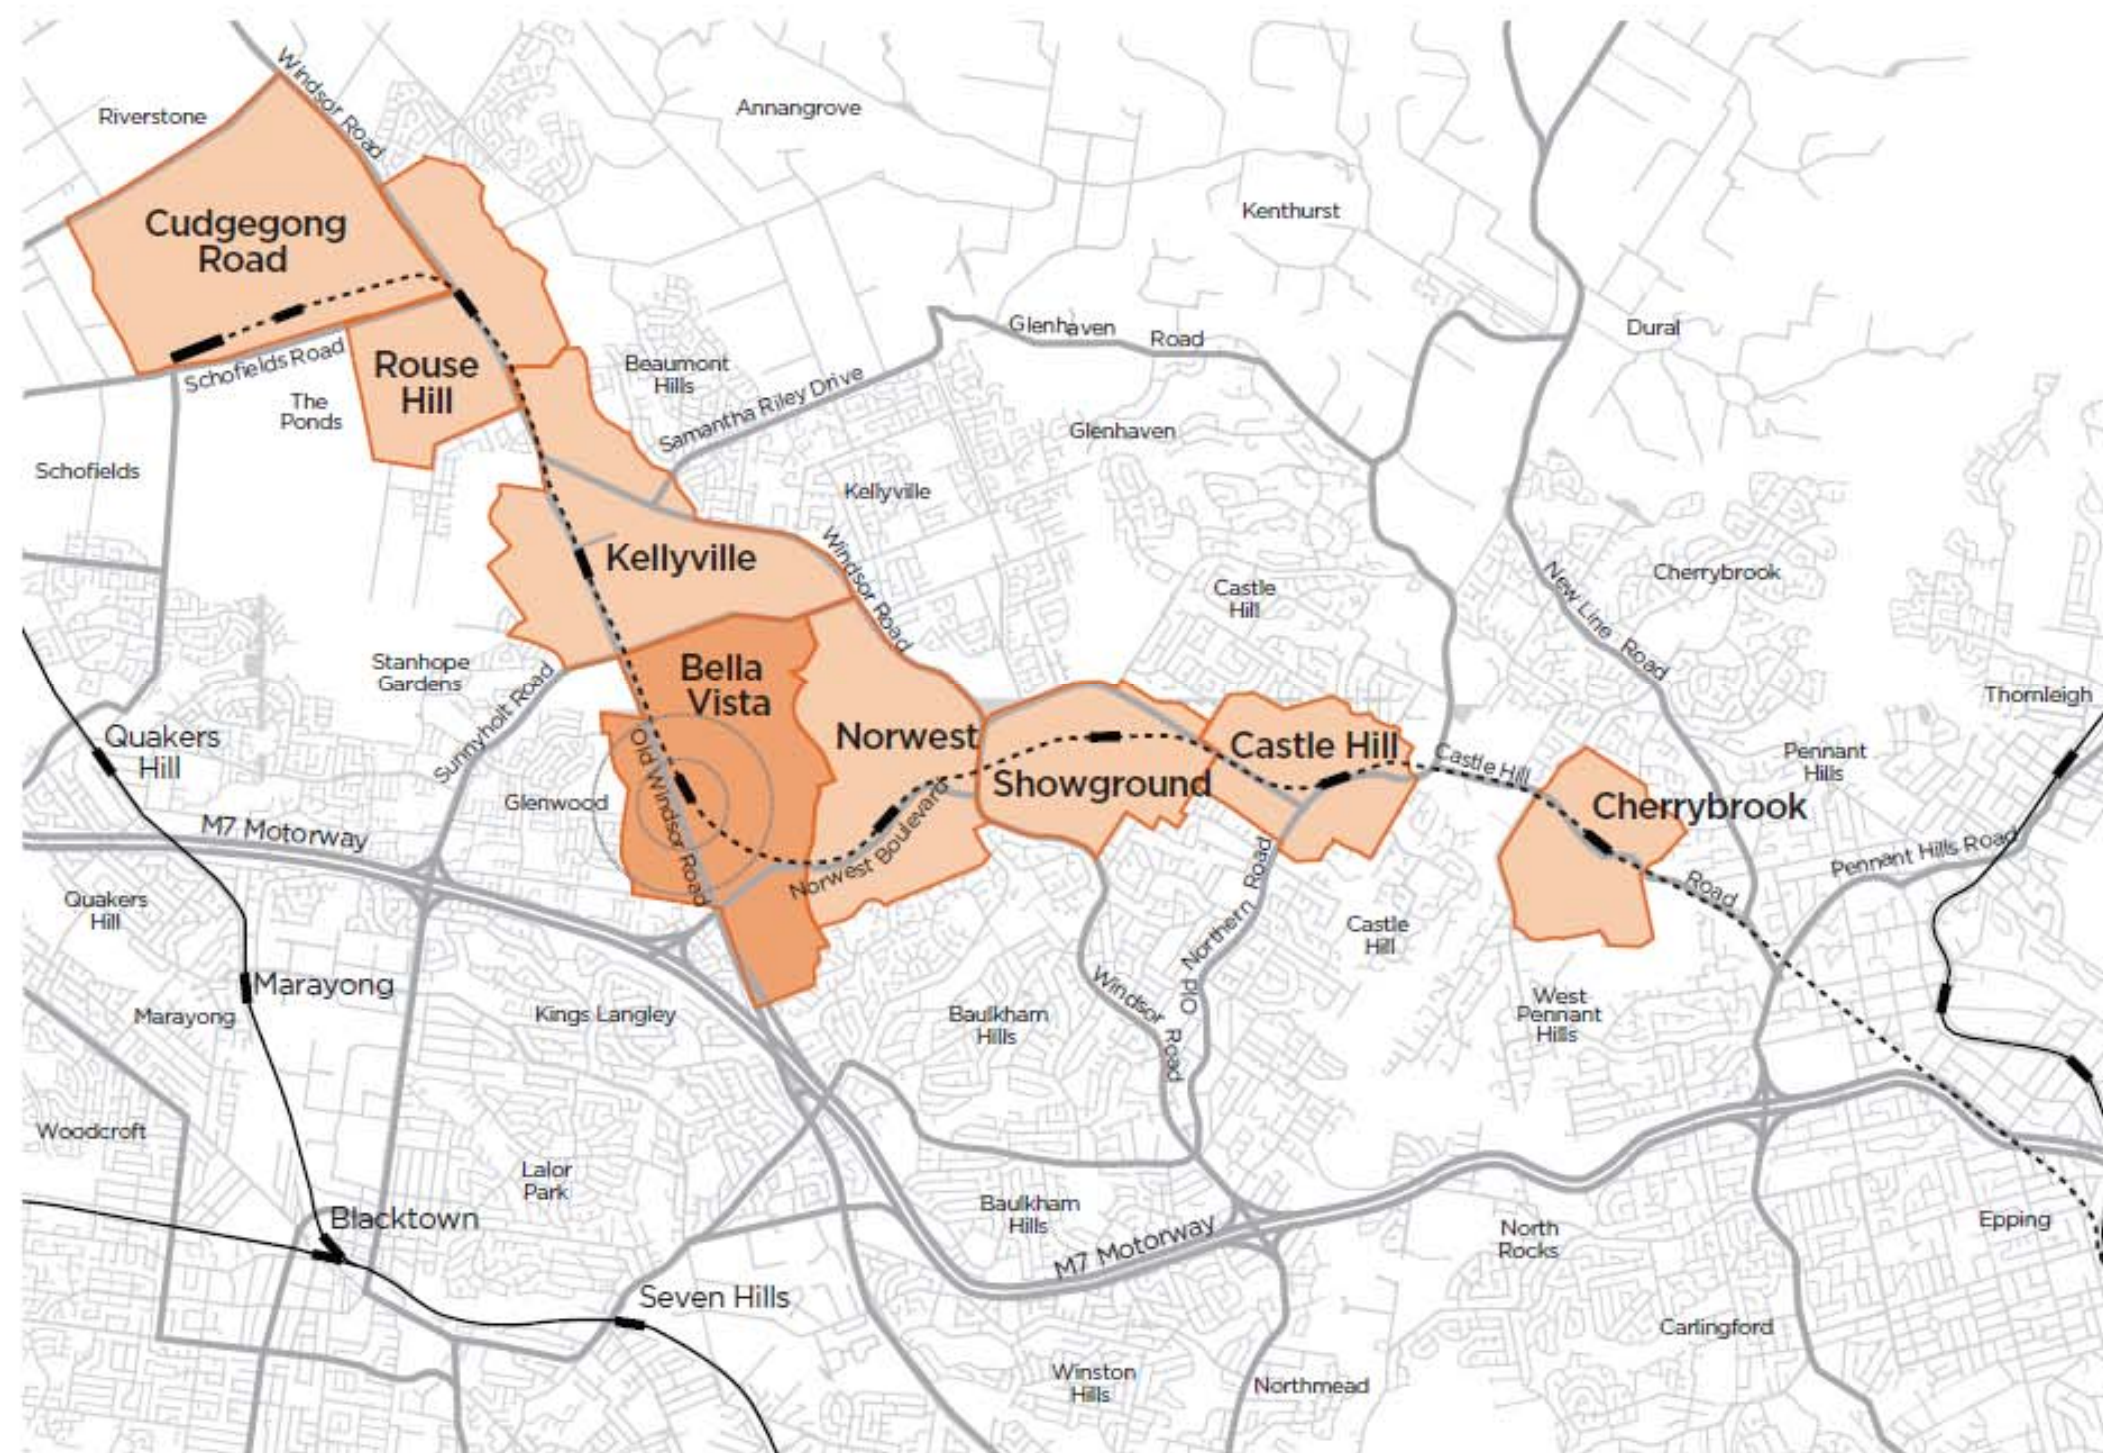 Windsor Road
Riverstone
Annangrove
Cudgegong
Road
Kenthurst
Glenhaven Road
Dural
Schofields Road
Rouse
Hill
Beaumont
Hills
The
Ponds
Samantha Riley Drive
Glenhaven
Schofields
Kellyville
Kellyville
Windsor Road
Castle
Hill
New Line Road
Cherrybrook
Stanhope
Gardens
Bella
Vista
Thornleigh
Sunnyholt Road
Quakers
Hill
Old Windsor Road
Norwest
Castle Hill
Castle Hill Road
Pennant
Hills
Showground
Glenwood
Cherrybrook
M7 Motorway
Norwest Boulevard
Pennant Hills Road
Quakers
Hill
Old Northern Road
Castle
Hill
Marayong
Marayong
Kings Langley
Baulkham
Hills
Windsor Road
West
Pennant
Hills
Woodcroft
Lalor
Park
Blacktown
Baulkham
Hills
M7 Motorway
North
Rocks
Epping
Seven Hills
Carlingford
Winston
Hills
Northmead